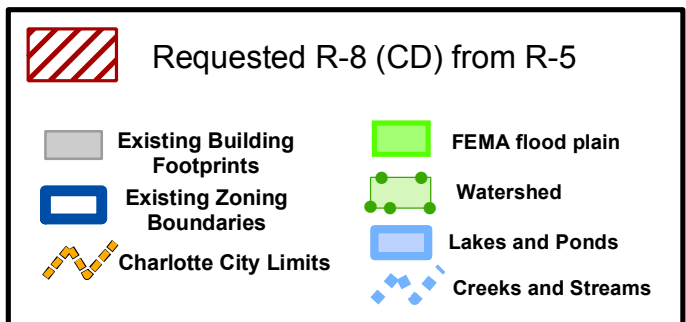 Requested R-8 (CD) from R-5
Existing Building
Footprints
Existing Zoning
Boundaries
Charlotte City Limits
FEMA flood plain
Watershed
Lakes and Ponds
Creeks and Streams